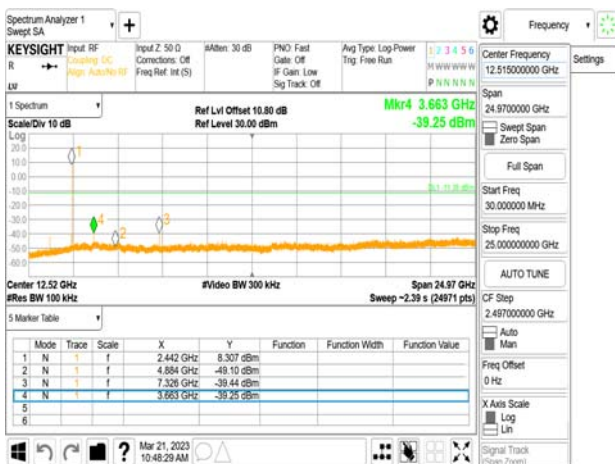 Spectrum Analyzer 1
Swept SA
+
Frequency
KEYSIGHT
R
LXI
Input: RF
Coupling: DC
Align: Auto/No RF
Input Z: 50 Ω
Corrections: Off
Freq Ref: Int (S)
#Atten: 30 dB
PNO: Fast
Gate: Off
IF Gain: Low
Sig Track: Off
Avg Type: Log-Power
Trig: Free Run
1 2 3 4 5 6
M W W W W W
P N N N N N
1 Spectrum
Scale/Div 10 dB
Ref Lvl Offset 10.80 dB
Ref Level 30.00 dBm
Mkr4 3.663 GHz
-39.25 dBm
Log
20.0
10.0
0.00
-10.0
-20.0
-30.0
-40.0
-50.0
-60.0
1
4
2
3
Center 12.52 GHz
#Res BW 100 kHz
#Video BW 300 kHz
Span 24.97 GHz
Sweep ~2.39 s (24971 pts)
5 Marker Table
Mode Trace Scale X Y Function Function Width Function Value
1 N 1 f 2.442 GHz 8.307 dBm
2 N 1 f 4.884 GHz -49.10 dBm
3 N 1 f 7.326 GHz -39.44 dBm
4 N 1 f 3.663 GHz -39.25 dBm
5
6
?
Mar 21, 2023
10:48:29 AM
Center Frequency
12.515000000 GHz
Settings
Span
24.9700000 GHz
Swept Span
Zero Span
Full Span
Start Freq
30.000000 MHz
Stop Freq
25.000000000 GHz
AUTO TUNE
CF Step
2.497000000 GHz
Auto
Man
Freq Offset
0 Hz
X Axis Scale
Log
Lin
Signal Track
(Span Zoom)